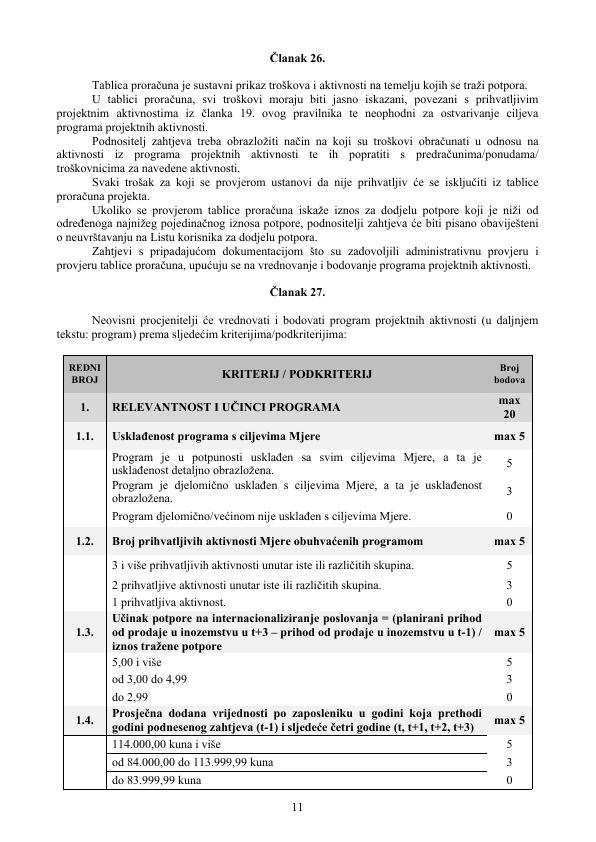 Članak 26.
Tablica proračuna je sustavni prikaz troškova i aktivnosti na temelju kojih se traži potpora.
U tablici proračuna, svi troškovi moraju biti jasno iskazani, povezani s prihvatljivim
projektnim aktivnostima iz članka 19. ovog pravilnika te neophodni za ostvarivanje ciljeva
programa projektnih aktivnosti.
Podnositelj zahtjeva treba obrazložiti način na koji su troškovi obračunati u odnosu na
aktivnosti iz programa projektnih aktivnosti te ih popratiti s predračunima/ponudama/
troškovnicima za navedene aktivnosti.
Svaki trošak za koji se provjerom ustanovi da nije prihvatljiv će se isključiti iz tablice
proračuna projekta.
Ukoliko se provjerom tablice proračuna iskaže iznos za dodjelu potpore koji je niži od
određenoga najnižeg pojedinačnog iznosa potpore, podnositelji zahtjeva će biti pisano obaviješteni
o neuvrštavanju na Listu korisnika za dodjelu potpora.
Zahtjevi s pripadajućom dokumentacijom što su zadovoljili administrativnu provjeru i
provjeru tablice proračuna, upućuju se na vrednovanje i bodovanje programa projektnih aktivnosti.
Članak 27.
Neovisni procjenitelji će vrednovati i bodovati program projektnih aktivnosti (u daljnjem
tekstu: program) prema sljedećim kriterijima/podkriterijima:
REDNI
BROJ
KRITERIJ / PODKRITERIJ
Broj
bodova
1. RELEVANTNOST I UČINCI PROGRAMA max
20
1.1. Usklađenost programa s ciljevima Mjere max 5
Program je u potpunosti usklađen sa svim ciljevima Mjere, a ta je
usklađenost detaljno obrazložena. 5
Program je djelomično usklađen s ciljevima Mjere, a ta je usklađenost
obrazložena. 3
Program djelomično/većinom nije usklađen s ciljevima Mjere. 0
1.2. Broj prihvatljivih aktivnosti Mjere obuhvaćenih programom max 5
3 i više prihvatljivih aktivnosti unutar iste ili različitih skupina. 5
2 prihvatljive aktivnosti unutar iste ili različitih skupina. 3
1 prihvatljiva aktivnost. 0
Učinak potpore na internacionaliziranje poslovanja = (planirani prihod
1.3. od prodaje u inozemstvu u t+3 – prihod od prodaje u inozemstvu u t-1) / max 5
iznos tražene potpore
5,00 i više 5
od 3,00 do 4,99 3
do 2,99 0
1.4. Prosječna dodana vrijednosti po zaposleniku u godini koja prethodi max 5
godini podnesenog zahtjeva (t-1) i sljedeće četri godine (t, t+1, t+2, t+3)
114.000,00 kuna i više 5
od 84.000,00 do 113.999,99 kuna 3
do 83.999,99 kuna 0
11